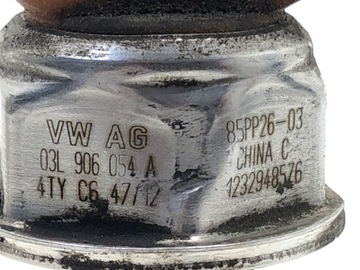 VW AG
03L 906 054 A
4TY C6 47/12
85PP26-03
CHINA C
1232948576